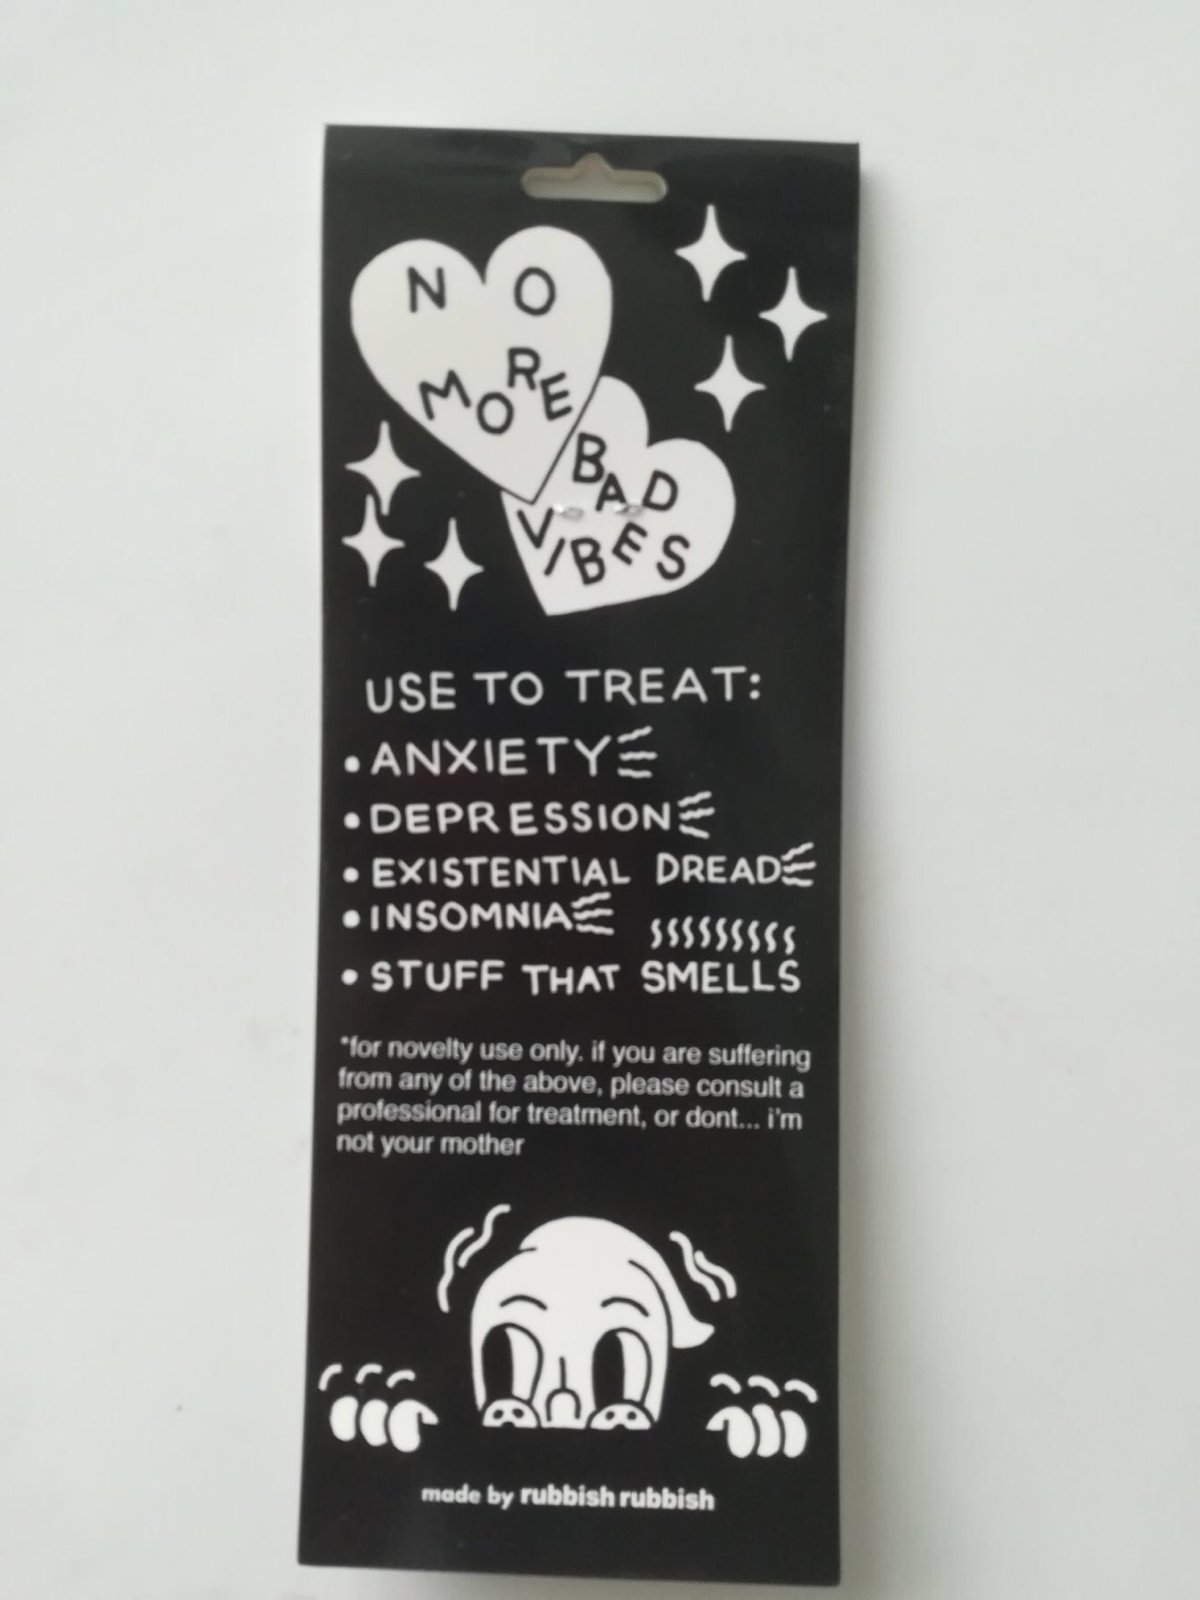 NO
MORE
BAD
VIBES
USE TO TREAT:
• ANXIETY
• DEPRESSION
• EXISTENTIAL DREAD
• INSOMNIA
• STUFF THAT SMELLS
*for novelty use only. if you are suffering
from any of the above, please consult a
professional for treatment, or dont... i'm
not your mother
made by rubbish rubbish